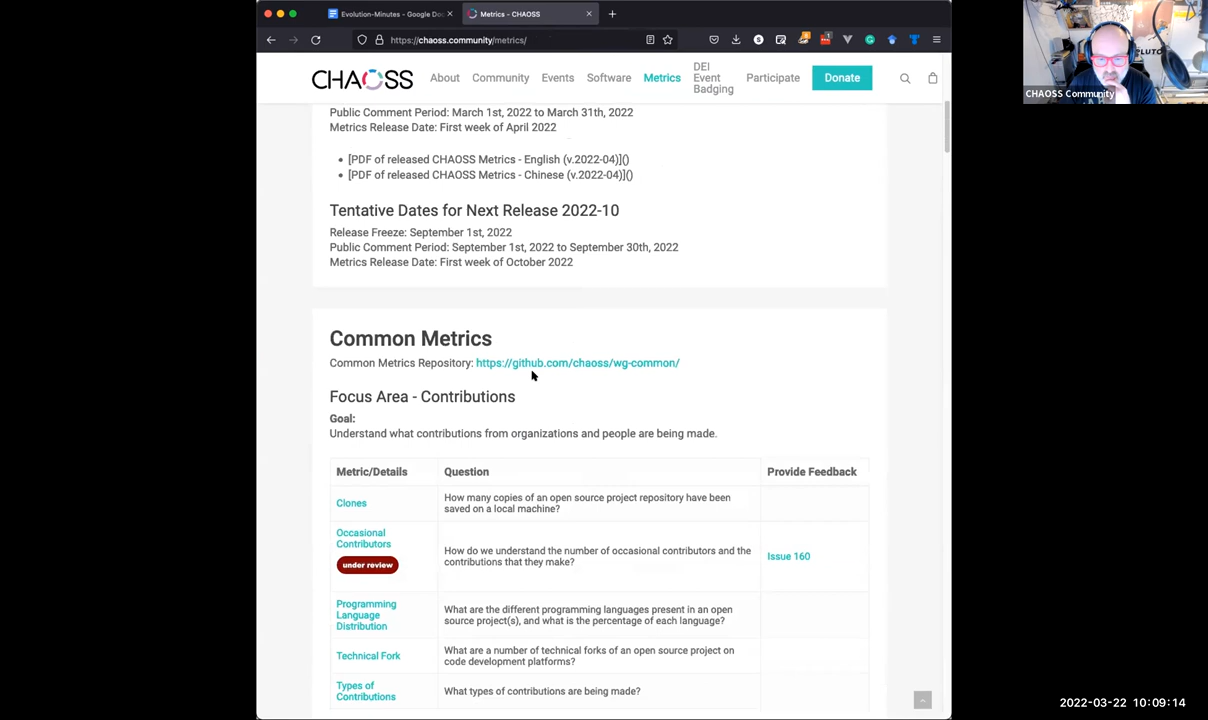 Evolution-Minutes - Google Do
Metrics - CHAOSS
https://chaoss.community/metrics/
CHAOSS
About
Community
Events
Software
Metrics
DEI
Event
Badging
Participate
Donate
CHAOSS Community
Public Comment Period: March 1st, 2022 to March 31th, 2022
Metrics Release Date: First week of April 2022
[PDF of released CHAOSS Metrics - English (v.2022-04)]()
[PDF of released CHAOSS Metrics - Chinese (v.2022-04)]()
Tentative Dates for Next Release 2022-10
Release Freeze: September 1st, 2022
Public Comment Period: September 1st, 2022 to September 30th, 2022
Metrics Release Date: First week of October 2022
Common Metrics
Common Metrics Repository: https://github.com/chaoss/wg-common/
Focus Area - Contributions
Goal:
Understand what contributions from organizations and people are being made.
Metric/Details
Question
Provide Feedback
Clones
How many copies of an open source project repository have been
saved on a local machine?
Occasional
Contributors
under review
How do we understand the number of occasional contributors and the
contributions that they make?
Issue 160
Programming
Language
Distribution
What are the different programming languages present in an open
source project(s), and what is the percentage of each language?
Technical Fork
What are a number of technical forks of an open source project on
code development platforms?
Types of
Contributions
What types of contributions are being made?
2022-03-22 10:09:14